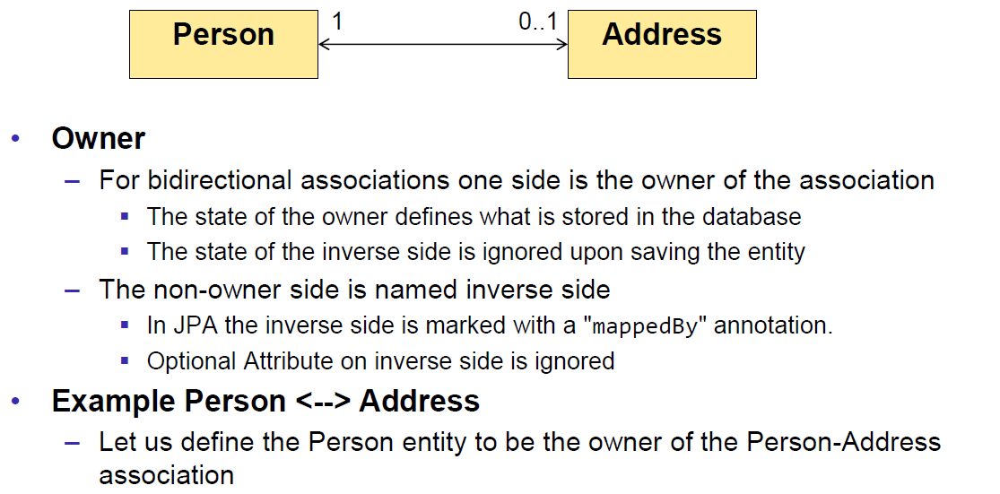 Person 1 0..1 Address
• Owner
– For bidirectional associations one side is the owner of the association
▪ The state of the owner defines what is stored in the database
▪ The state of the inverse side is ignored upon saving the entity
– The non-owner side is named inverse side
▪ In JPA the inverse side is marked with a "mappedBy" annotation.
▪ Optional Attribute on inverse side is ignored
• Example Person <--> Address
– Let us define the Person entity to be the owner of the Person-Address
association